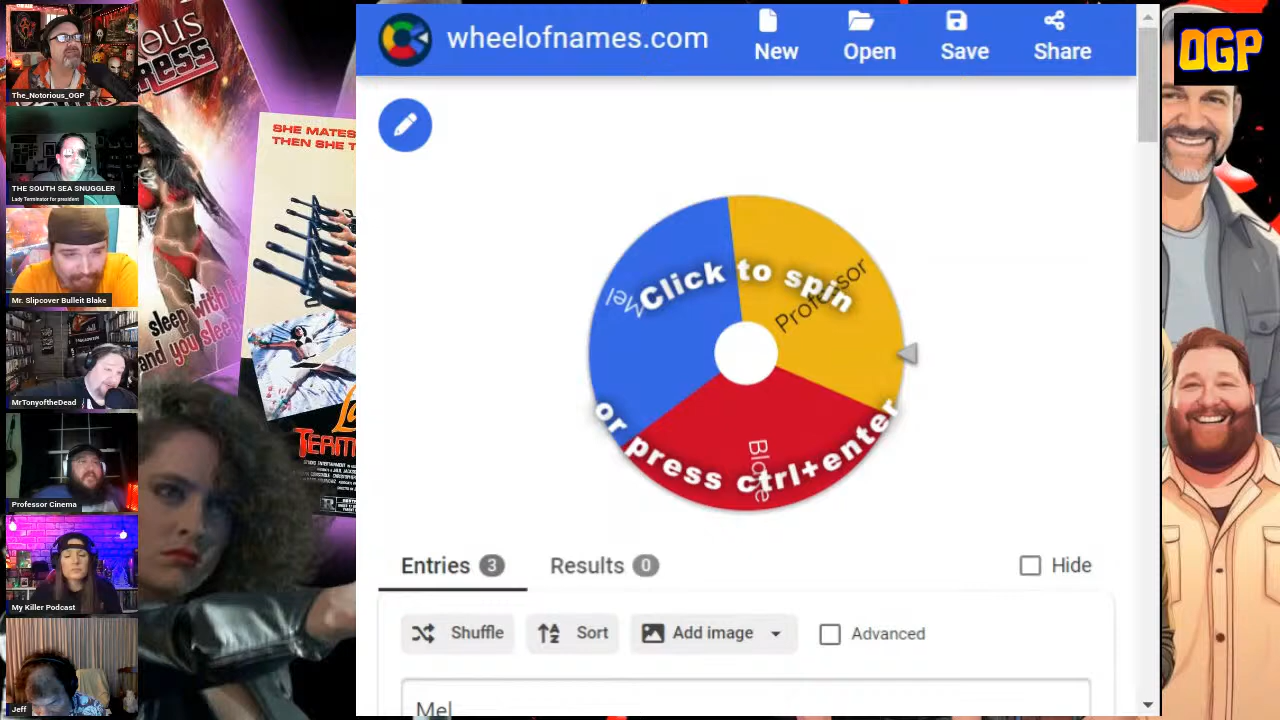 The_Notorious_OGP
THE SOUTH SEA SNUGGLER
Lady Terminator for president
Mr. Slipcover Bulleit Blake
MrTonyoftheDead
Professor Cinema
My Killer Podcast
Jeff
SHE MATES
THEN SHE T
sleep with h
and you sleep
wheelofnames.com
New
Open
Save
Share
Click to spin
or press ctrl+enter
Mel
Professor
Blake
Entries 3
Results 0
Hide
Shuffle
Sort
Add image
Advanced
Mel
OGP